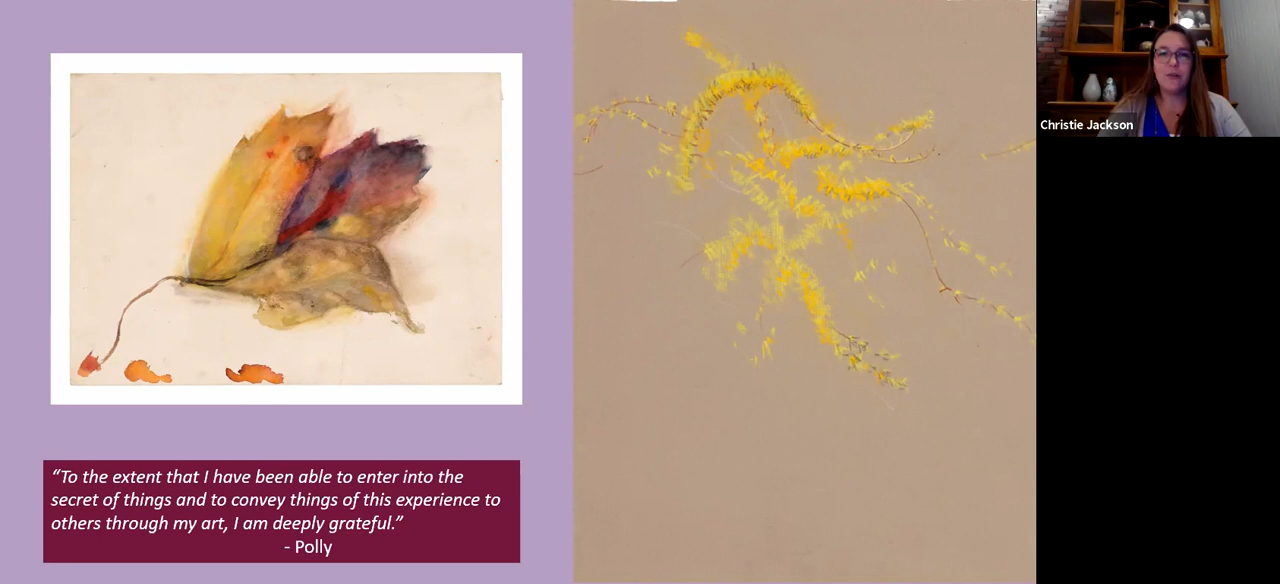 “To the extent that I have been able to enter into the
secret of things and to convey things of this experience to
others through my art, I am deeply grateful.”
- Polly
Christie Jackson